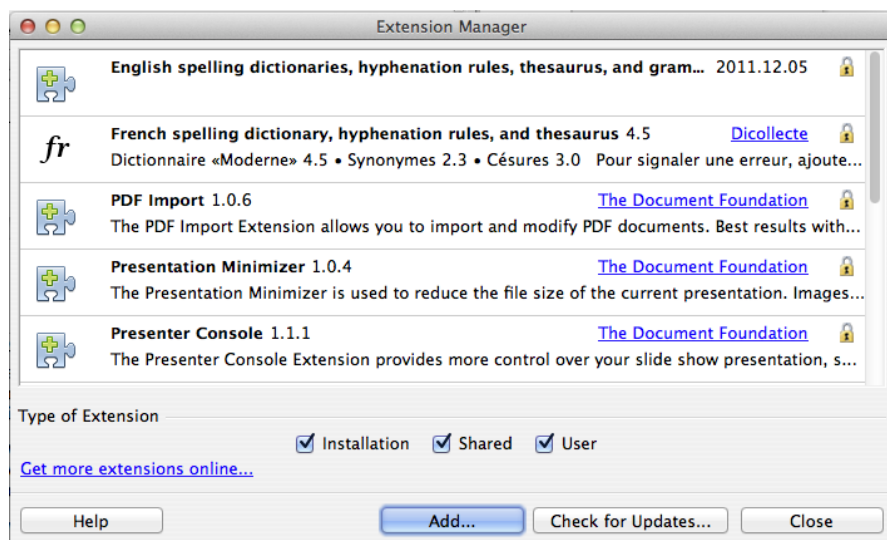 Extension Manager
English spelling dictionaries, hyphenation rules, thesaurus, and gram... 2011.12.05
fr French spelling dictionary, hyphenation rules, and thesaurus 4.5 Dicollecte
Dictionnaire «Moderne» 4.5 • Synonymes 2.3 • Césures 3.0 Pour signaler une erreur, ajoute...
PDF Import 1.0.6 The Document Foundation
The PDF Import Extension allows you to import and modify PDF documents. Best results with...
Presentation Minimizer 1.0.4 The Document Foundation
The Presentation Minimizer is used to reduce the file size of the current presentation. Images...
Presenter Console 1.1.1 The Document Foundation
The Presenter Console Extension provides more control over your slide show presentation, s...
Type of Extension
Installation Shared User
Get more extensions online...
Help Add... Check for Updates... Close